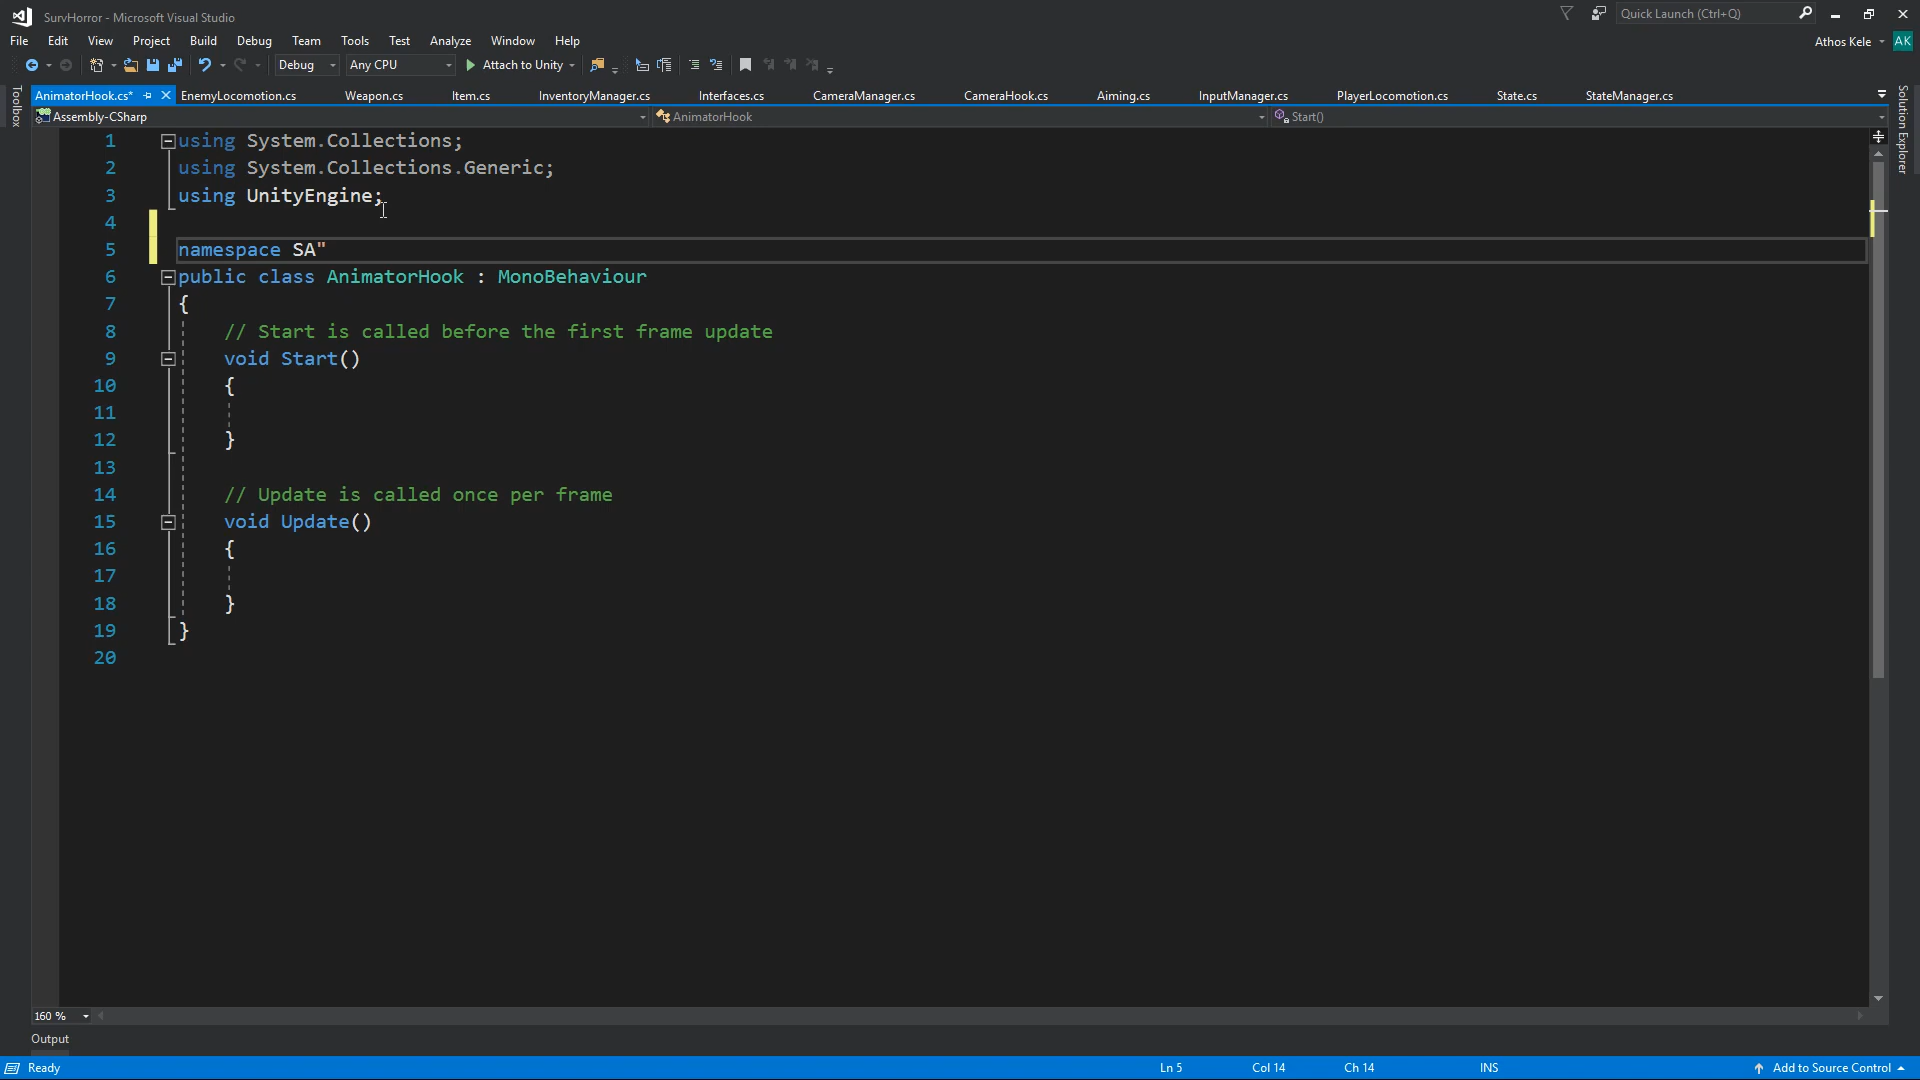 SurvHorror - Microsoft Visual Studio
Quick Launch (Ctrl+Q)
File Edit View Project Build Debug Team Tools Test Analyze Window Help
Athos Kele AK
Debug Any CPU Attach to Unity
Toolbox
AnimatorHook.cs* EnemyLocomotion.cs Weapon.cs Item.cs InventoryManager.cs Interfaces.cs CameraManager.cs CameraHook.cs Aiming.cs InputManager.cs PlayerLocomotion.cs State.cs StateManager.cs
Solution Explorer
Assembly-CSharp AnimatorHook Start()
1 using System.Collections;
2 using System.Collections.Generic;
3 using UnityEngine;
4
5 namespace SA"
6 public class AnimatorHook : MonoBehaviour
7 {
8 // Start is called before the first frame update
9 void Start()
10 {
11
12 }
13
14 // Update is called once per frame
15 void Update()
16 {
17
18 }
19 }
20
160 %
Output
Ready Ln 5 Col 14 Ch 14 INS Add to Source Control